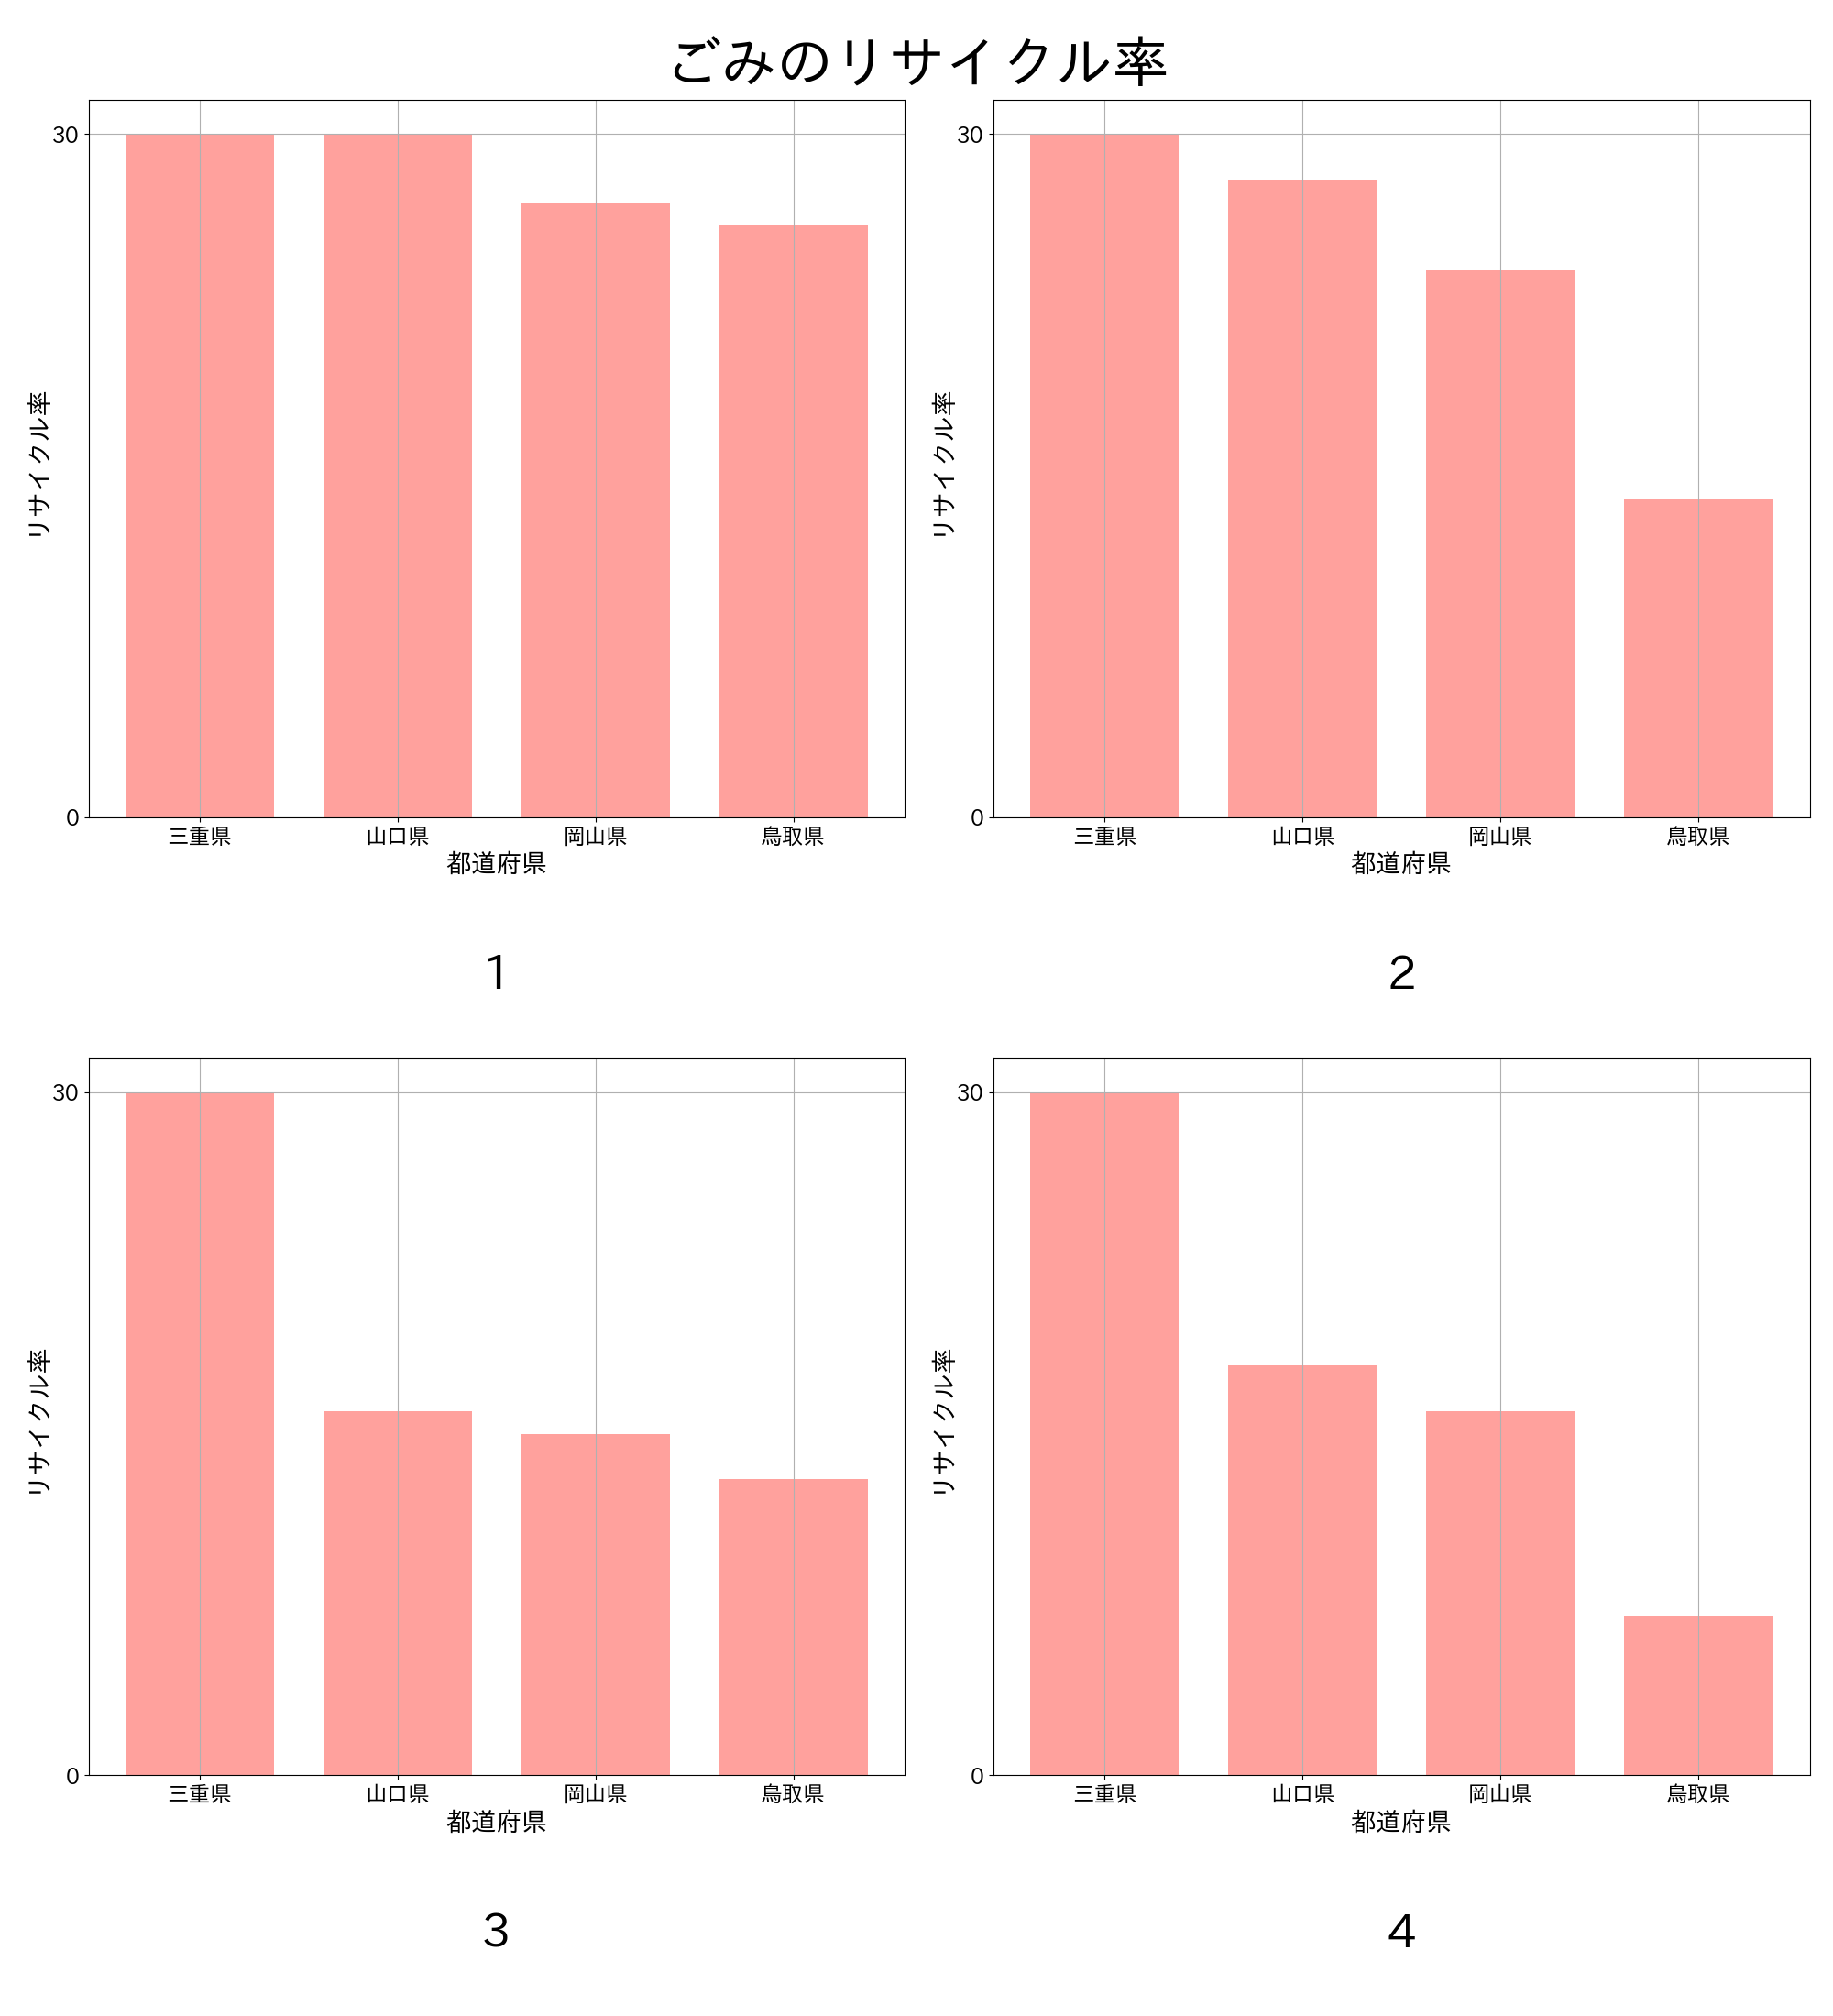 ごみのリサイクル率
30
0
リサイクル率
三重県 山口県 岡山県 鳥取県
都道府県
1
30
0
リサイクル率
三重県 山口県 岡山県 鳥取県
都道府県
2
30
0
リサイクル率
三重県 山口県 岡山県 鳥取県
都道府県
3
30
0
リサイクル率
三重県 山口県 岡山県 鳥取県
都道府県
4